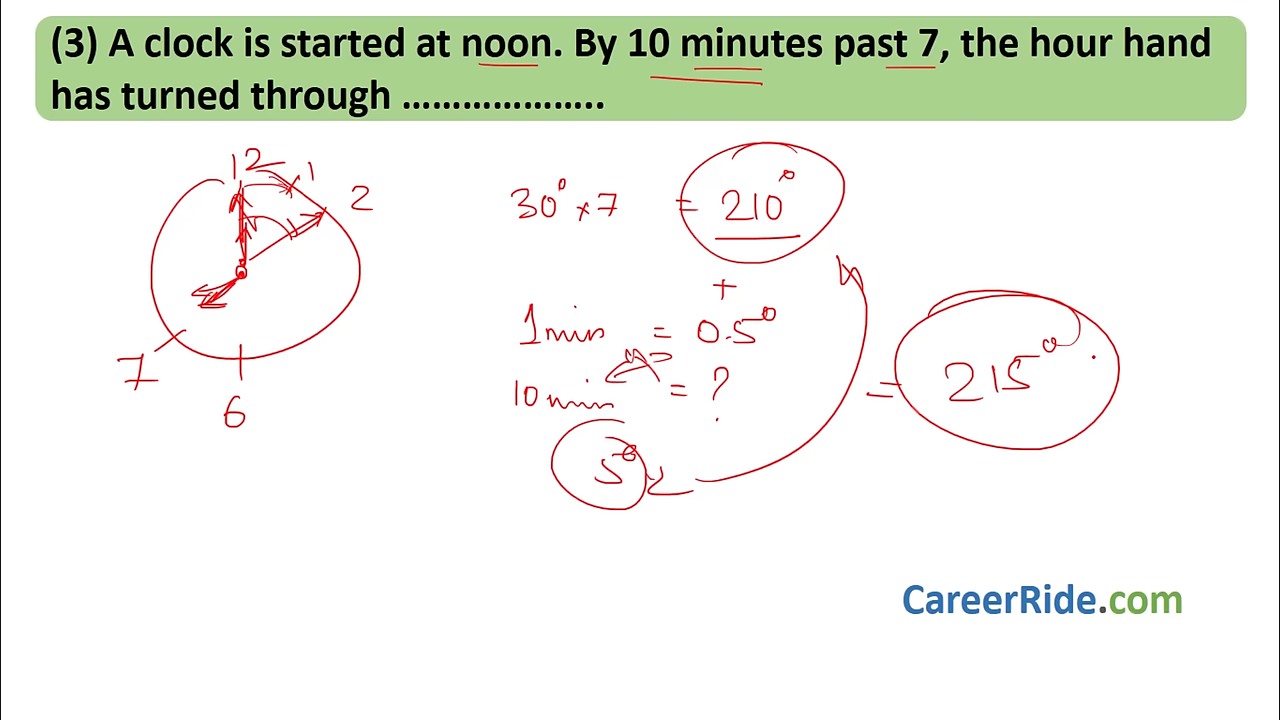 (3) A clock is started at noon. By 10 minutes past 7, the hour hand
has turned through ………………..
12
1
2
7
6
30° × 7 = 210°
+
1 min = 0.5°
10 min = ?
5°
= 215°
CareerRide.com